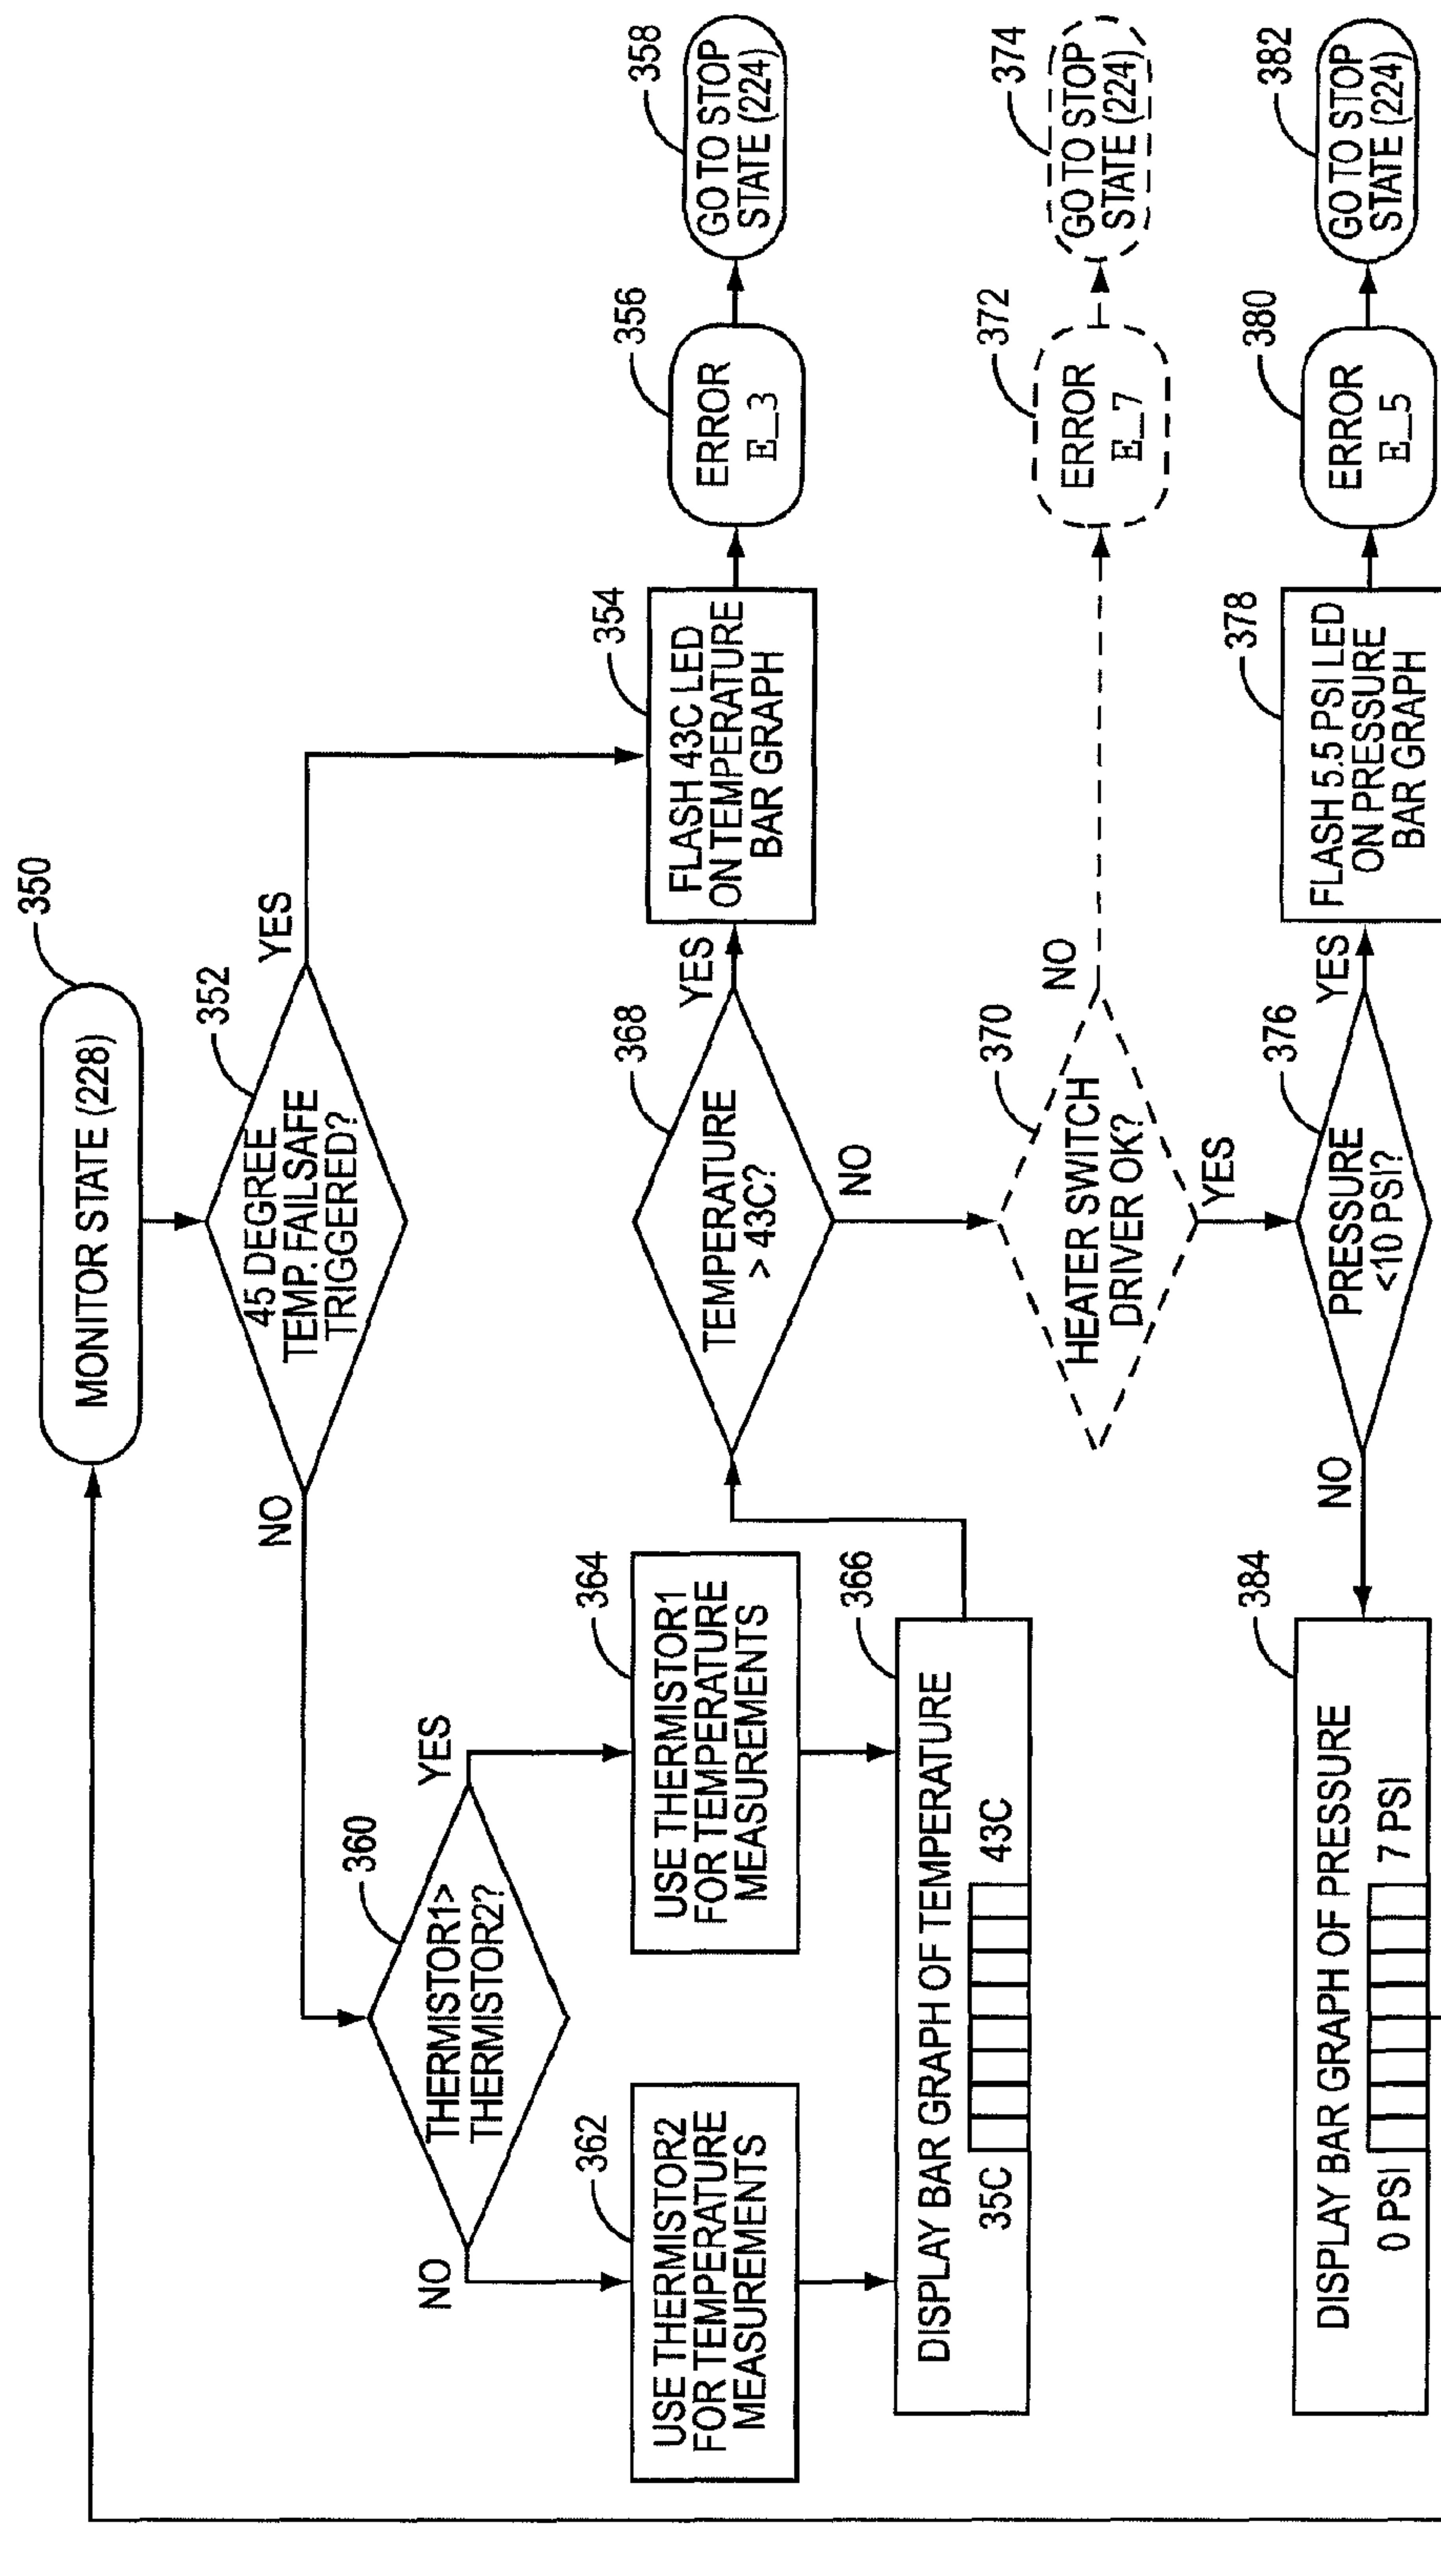 350
MONITOR STATE (228)
352
45 DEGREE
TEMP. FAILSAFE
TRIGGERED?
NO
YES
360
THERMISTOR1>
THERMISTOR2?
NO
YES
362
USE THERMISTOR2
FOR TEMPERATURE
MEASUREMENTS
364
USE THERMISTOR1
FOR TEMPERATURE
MEASUREMENTS
366
DISPLAY BAR GRAPH OF TEMPERATURE
35C
43C
368
TEMPERATURE
> 43C?
YES
NO
354
FLASH 43C LED
ON TEMPERATURE
BAR GRAPH
356
ERROR
E_3
358
GO TO STOP
STATE (224)
370
HEATER SWITCH
DRIVER OK?
NO
YES
372
ERROR
E_7
374
GO TO STOP
STATE (224)
376
PRESSURE
<10 PSI?
YES
NO
378
FLASH 5.5 PSI LED
ON PRESSURE
BAR GRAPH
380
ERROR
E_5
382
GO TO STOP
STATE (224)
384
DISPLAY BAR GRAPH OF PRESSURE
0 PSI
7 PSI